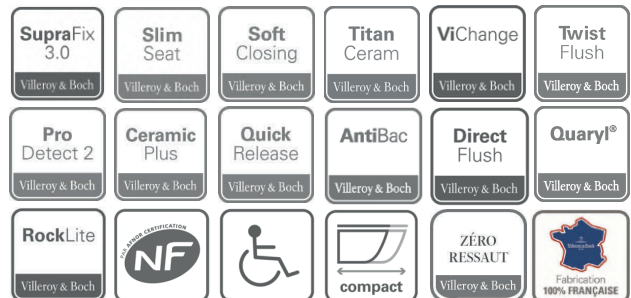 SupraFix
3.0
Villeroy & Boch
Slim
Seat
Villeroy & Boch
Soft
Closing
Villeroy & Boch
Titan
Ceram
Villeroy & Boch
ViChange
Villeroy & Boch
Twist
Flush
Villeroy & Boch
Pro
Detect 2
Villeroy & Boch
Ceramic
Plus
Villeroy & Boch
Quick
Release
Villeroy & Boch
AntiBac
Villeroy & Boch
Direct
Flush
Villeroy & Boch
Quaryl®
Villeroy & Boch
RockLite
Villeroy & Boch
PAR AFNOR CERTIFICATION
NF
compact
ZÉRO
RESSAUT
Villeroy & Boch
Villeroy & Boch
Fabrication
100% FRANÇAISE